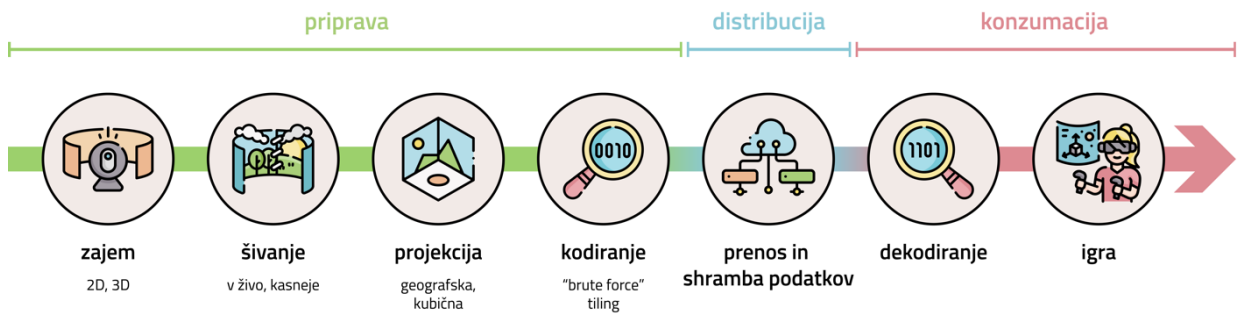 priprava
distribucija
konzumacija
0010
1101
zajem
2D, 3D
šivanje
v živo, kasneje
projekcija
geografska,
kubična
kodiranje
"brute force"
tiling
prenos in
shramba podatkov
dekodiranje
igra